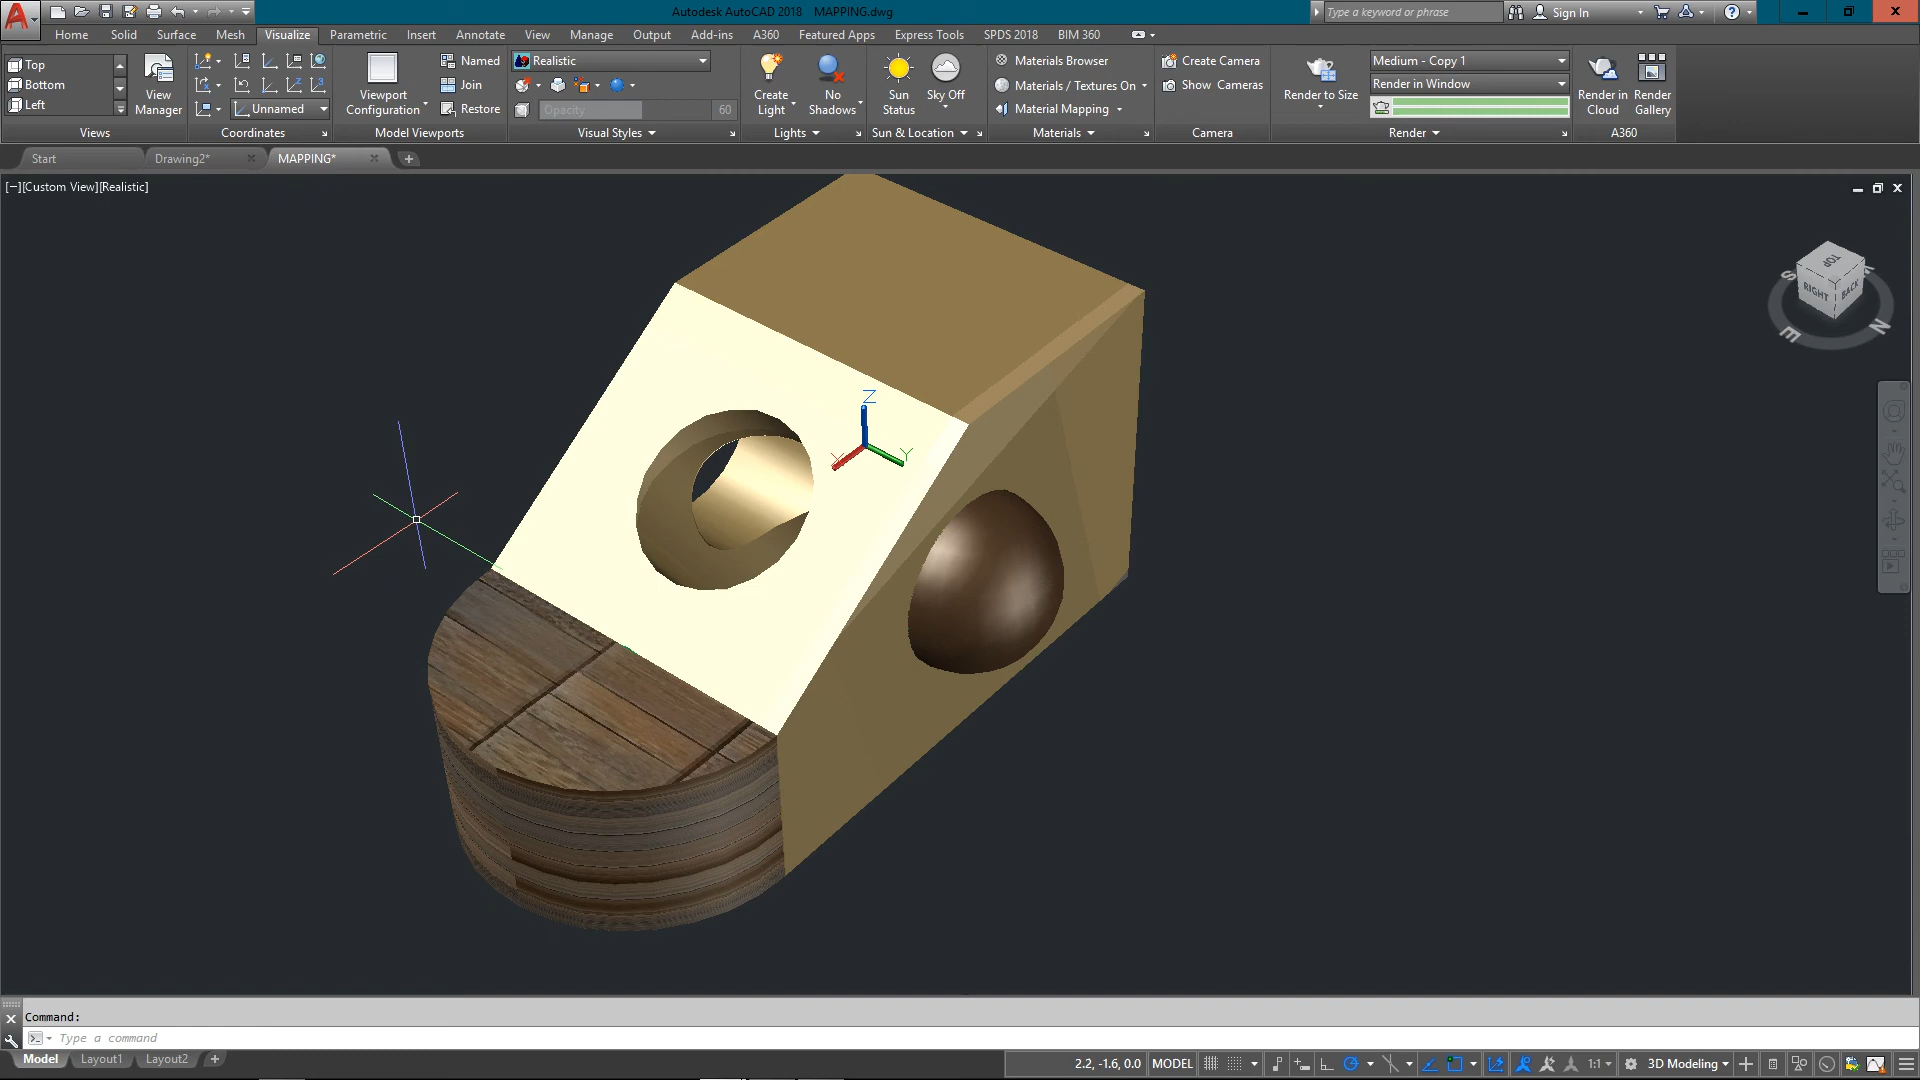 Autodesk AutoCAD 2018 MAPPING.dwg
Type a keyword or phrase
Sign In
Home Solid Surface Mesh Visualize Parametric Insert Annotate View Manage Output Add-ins A360 Featured Apps Express Tools SPDS 2018 BIM 360
Top
Bottom
Left
View
Manager
Views
Unnamed
Coordinates
Viewport
Configuration
Named
Join
Restore
Model Viewports
Realistic
Opacity 60
Visual Styles
Create
Light
No
Shadows
Lights
Sun
Status
Sky Off
Sun & Location
Materials Browser
Materials / Textures On
Material Mapping
Materials
Create Camera
Show Cameras
Camera
Render to Size
Medium - Copy 1
Render in Window
Render
Render in
Cloud
Render
Gallery
A360
Start Drawing2* MAPPING*
[−][Custom View][Realistic]
TOP
RIGHT
BACK
S
E
N
Z
X
Y
Command:
Type a command
Model Layout1 Layout2
2.2, -1.6, 0.0 MODEL 1:1 3D Modeling